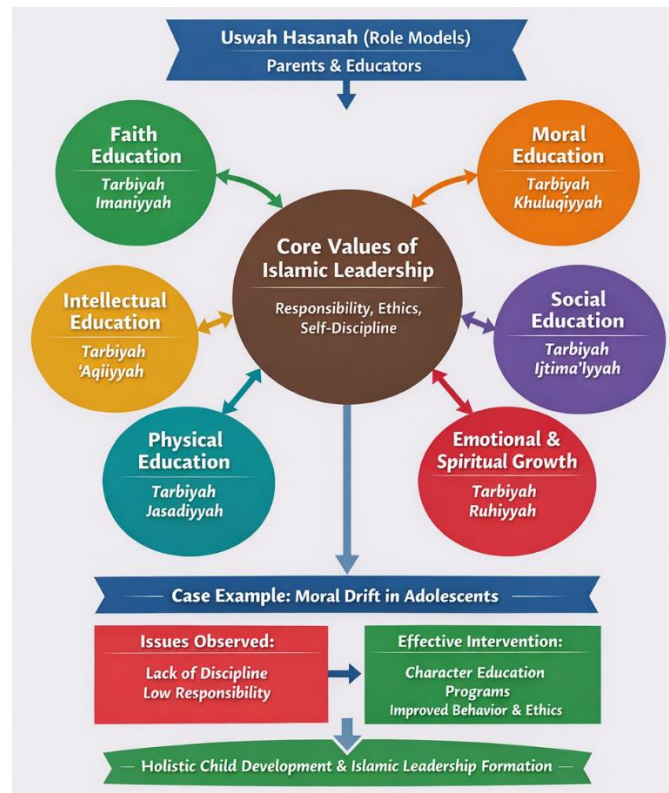 Uswah Hasanah (Role Models)
Parents & Educators
Faith
Education
Tarbiyah
Imaniyyah
Moral
Education
Tarbiyah
Khuluqiyyah
Core Values of
Islamic Leadership
Responsibility, Ethics,
Self-Discipline
Intellectual
Education
Tarbiyah
'Aqiiyyah
Social
Education
Tarbiyah
Ijtima'lyyah
Physical
Education
Tarbiyah
Jasadiyyah
Emotional &
Spiritual Growth
Tarbiyah
Ruhiyyah
Case Example: Moral Drift in Adolescents
Issues Observed:
Lack of Discipline
Low Responsibility
Effective Intervention:
Character Education
Programs
Improved Behavior & Ethics
Holistic Child Development & Islamic Leadership Formation